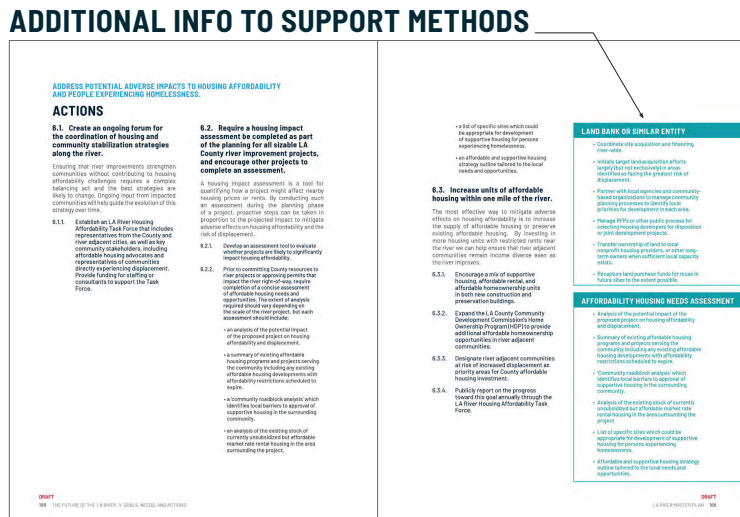 ADDITIONAL INFO TO SUPPORT METHODS
ADDRESS POTENTIAL ADVERSE IMPACTS TO HOUSING AFFORDABILITY
AND PEOPLE EXPERIENCING HOMELESSNESS.
ACTIONS
6.1. Create an ongoing forum for
the coordination of housing and
community stabilization strategies
along the river.
Ensuring that river improvements strengthen
communities without contributing to housing
affordability challenges requires a complex
balancing act and the best strategies are
likely to change. Ongoing input from impacted
communities will help guide the evolution of this
strategy over time.
6.1.1. Establish an LA River Housing
Affordability Task Force that includes
representatives from the County and
river adjacent cities, as well as key
community stakeholders, including
affordable housing advocates and
representatives of communities
directly experiencing displacement.
Provide funding for staffing or
consultants to support the Task
Force.
6.2. Require a housing impact
assessment be completed as part
of the planning for all sizable LA
County river improvement projects,
and encourage other projects to
complete an assessment.
A housing impact assessment is a tool for
quantifying how a project might affect nearby
housing prices or rents. By conducting such
an assessment during the planning phase
of a project, proactive steps can be taken in
proportion to the projected impact to mitigate
adverse effects on housing affordability and the
risk of displacement.
6.2.1. Develop an assessment tool to evaluate
whether projects are likely to significantly
impact housing affordability.
6.2.2. Prior to committing County resources to
river projects or approving permits that
impact the river right-of-way, require
completion of a concise assessment
of affordable housing needs and
opportunities. The extent of analysis
required should vary depending on
the scale of the river project, but each
assessment should include:
• an analysis of the potential impact
of the proposed project on housing
affordability and displacement.
• a summary of existing affordable
housing programs and projects serving
the community including any existing
affordable housing developments with
affordability restrictions scheduled to
expire.
• a 'community roadblock analysis' which
identifies local barriers to approval of
supportive housing in the surrounding
community.
• an analysis of the existing stock of
currently unsubsidized but affordable
market rate rental housing in the area
surrounding the project.
DRAFT
168 THE FUTURE OF THE LA RIVER: IV. GOALS, NEEDS, AND ACTIONS
• a list of specific sites which could
be appropriate for development
of supportive housing for persons
experiencing homelessness.
• an affordable and supportive housing
strategy outline tailored to the local
needs and opportunities.
6.3. Increase units of affordable
housing within one mile of the river.
The most effective way to mitigate adverse
effects on housing affordability is to increase
the supply of affordable housing or preserve
existing affordable housing. By investing in
more housing units with restricted rents near
the river we can help ensure that river adjacent
communities remain income diverse even as
the river improves.
6.3.1. Encourage a mix of supportive
housing, affordable rental, and
affordable homeownership units
in both new construction and
preservation buildings.
6.3.2. Expand the LA County Community
Development Commission's Home
Ownership Program (HOP) to provide
additional affordable homeownership
opportunities in river adjacent
communities.
6.3.3. Designate river adjacent communities
at risk of increased displacement as
priority areas for County affordable
housing investment.
6.3.4. Publicly report on the progress
toward this goal annually through the
LA River Housing Affordability Task
Force.
LAND BANK OR SIMILAR ENTITY
• Coordinate site acquisition and financing
river-wide.
• Initially target land acquisition efforts
largely (but not exclusively) in areas
identified as facing the greatest risk of
displacement.
• Partner with local agencies and community-
based organizations to manage community
planning processes to identify local
priorities for development in each area.
• Manage RFPs or other public process for
selecting housing developers for disposition
or joint development projects.
• Transfer ownership of land to local
nonprofit housing providers, or other long-
term owners when sufficient local capacity
exists.
• Recapture land purchase funds for reuse in
future sites to the extent possible.
AFFORDABILITY HOUSING NEEDS ASSESSMENT
• Analysis of the potential impact of the
proposed project on housing affordability
and displacement.
• Summary of existing affordable housing
programs and projects serving the
community including any existing affordable
housing developments with affordability
restrictions scheduled to expire.
• 'Community roadblock analysis' which
identifies local barriers to approval of
supportive housing in the surrounding
community.
• Analysis of the existing stock of currently
unsubsidized but affordable market rate
rental housing in the area surrounding the
project
• List of specific sites which could be
appropriate for development of supportive
housing for persons experiencing
homelessness.
• Affordable and supportive housing strategy
outline tailored to the local needs and
opportunities.
DRAFT
LA RIVER MASTER PLAN 169